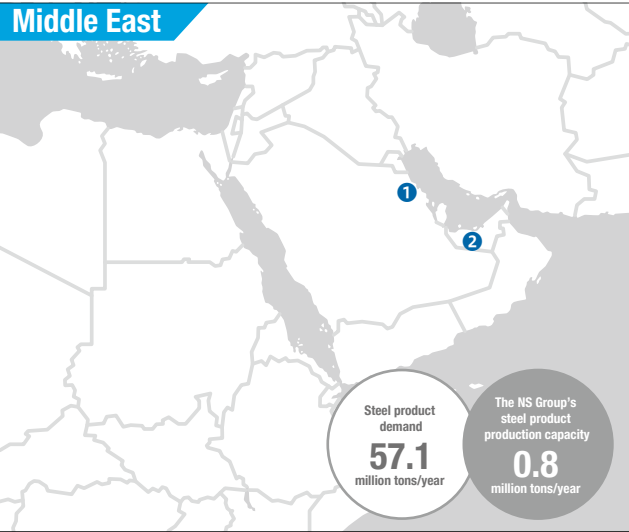 Middle East
1
2
Steel product
demand
57.1
million tons/year
The NS Group's
steel product
production capacity
0.8
million tons/year